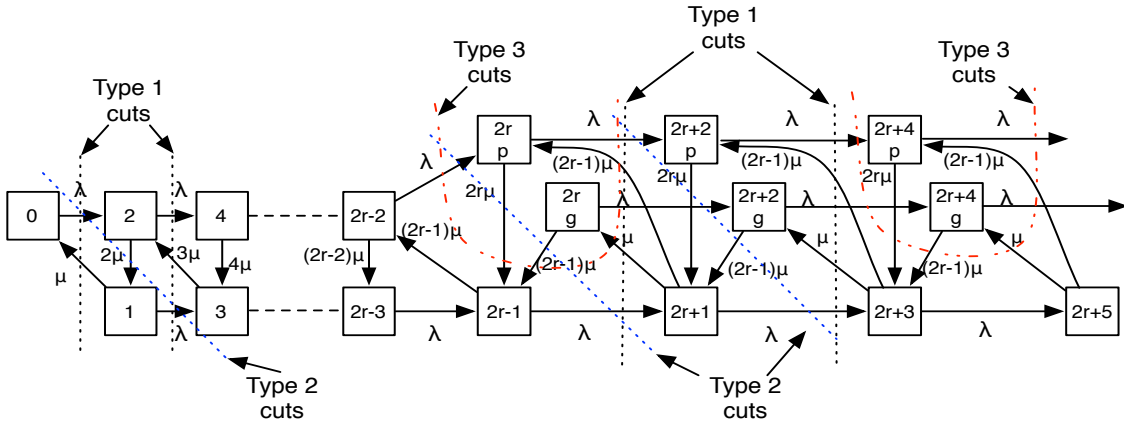 Type 1
cuts
Type 3
cuts
Type 3
cuts
Type 1
cuts
2r
p
λ
2r+2
p
λ
2r+4
p
λ
(2r-1)μ
(2r-1)μ
(2r-1)μ
2rμ
2rμ
2rμ
0
λ
2
λ
4
2r-2
2r
g
λ
2r+2
g
λ
2r+4
g
λ
μ
2μ
3μ
4μ
(2r-2)μ
(2r-1)μ
(2r-1)μ
μ
(2r-1)μ
μ
(2r-1)μ
μ
1
λ
3
2r-3
λ
2r-1
λ
2r+1
λ
2r+3
λ
2r+5
Type 2
cuts
Type 2
cuts